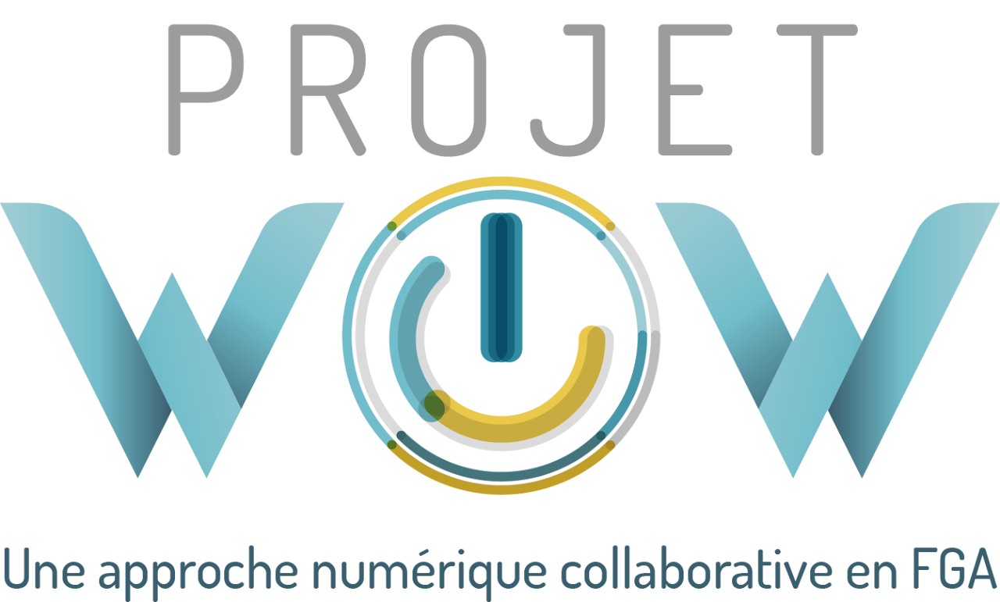 PROJET
WOW
Une approche numérique collaborative en FGA